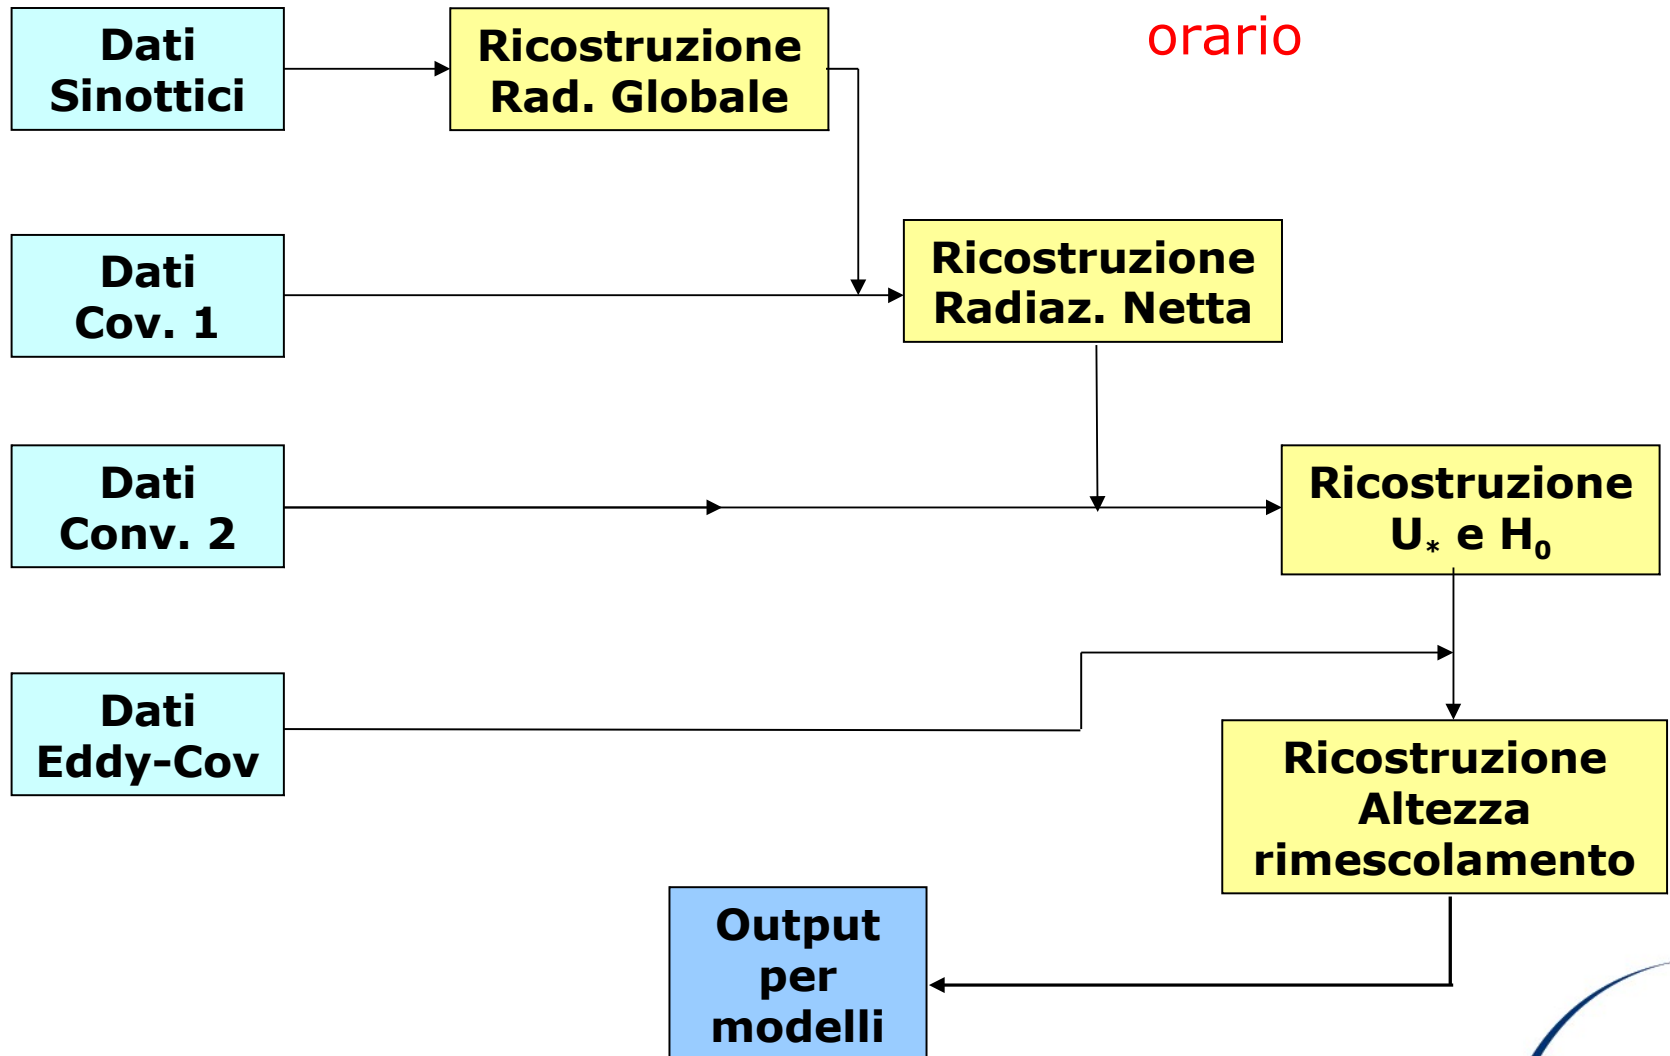 Dati
Sinottici
Ricostruzione
Rad. Globale
orario
Dati
Cov. 1
Ricostruzione
Radiaz. Netta
Dati
Conv. 2
Ricostruzione
U* e H0
Dati
Eddy-Cov
Ricostruzione
Altezza
rimescolamento
Output
per
modelli